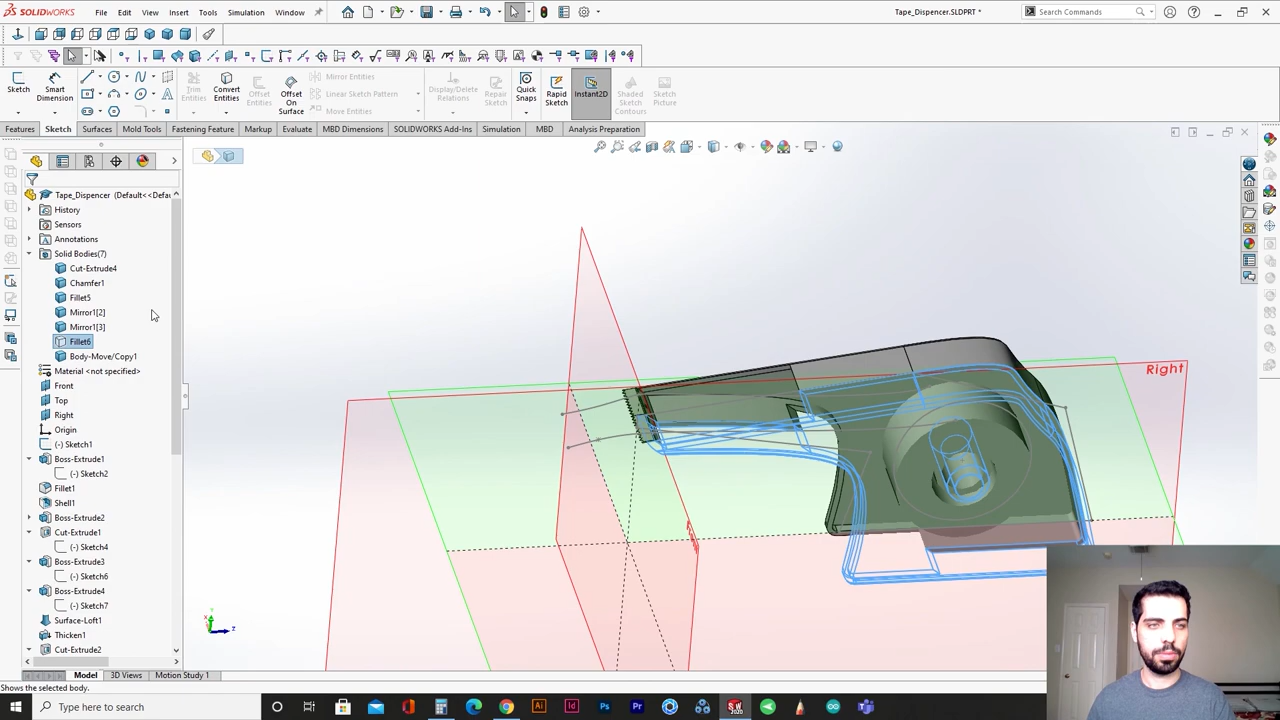 SOLIDWORKS File Edit View Insert Tools Simulation Window Tape_Dispenser.SLDPRT * Search Commands
Sketch Smart Dimension Trim Entities Convert Entities Offset Entities Offset On Surface Mirror Entities Linear Sketch Pattern Move Entities Display/Delete Relations Repair Sketch Quick Snaps Rapid Sketch Instant2D Shaded Sketch Contours Sketch Picture
Features Sketch Surfaces Mold Tools Fastening Feature Markup Evaluate MBD Dimensions SOLIDWORKS Add-Ins Simulation MBD Analysis Preparation
Tape_Dispenser (Default<<Defau
History
Sensors
Annotations
Solid Bodies(7)
Cut-Extrude4
Chamfer1
Fillet5
Mirror1[2]
Mirror1[3]
Fillet6
Body-Move/Copy1
Material <not specified>
Front
Top
Right
Origin
(-) Sketch1
Boss-Extrude1
(-) Sketch2
Fillet1
Shell1
Boss-Extrude2
Cut-Extrude1
(-) Sketch4
Boss-Extrude3
(-) Sketch6
Boss-Extrude4
(-) Sketch7
Surface-Loft1
Thicken1
Cut-Extrude2
Right
Model 3D Views Motion Study 1
Shows the selected body.
Type here to search